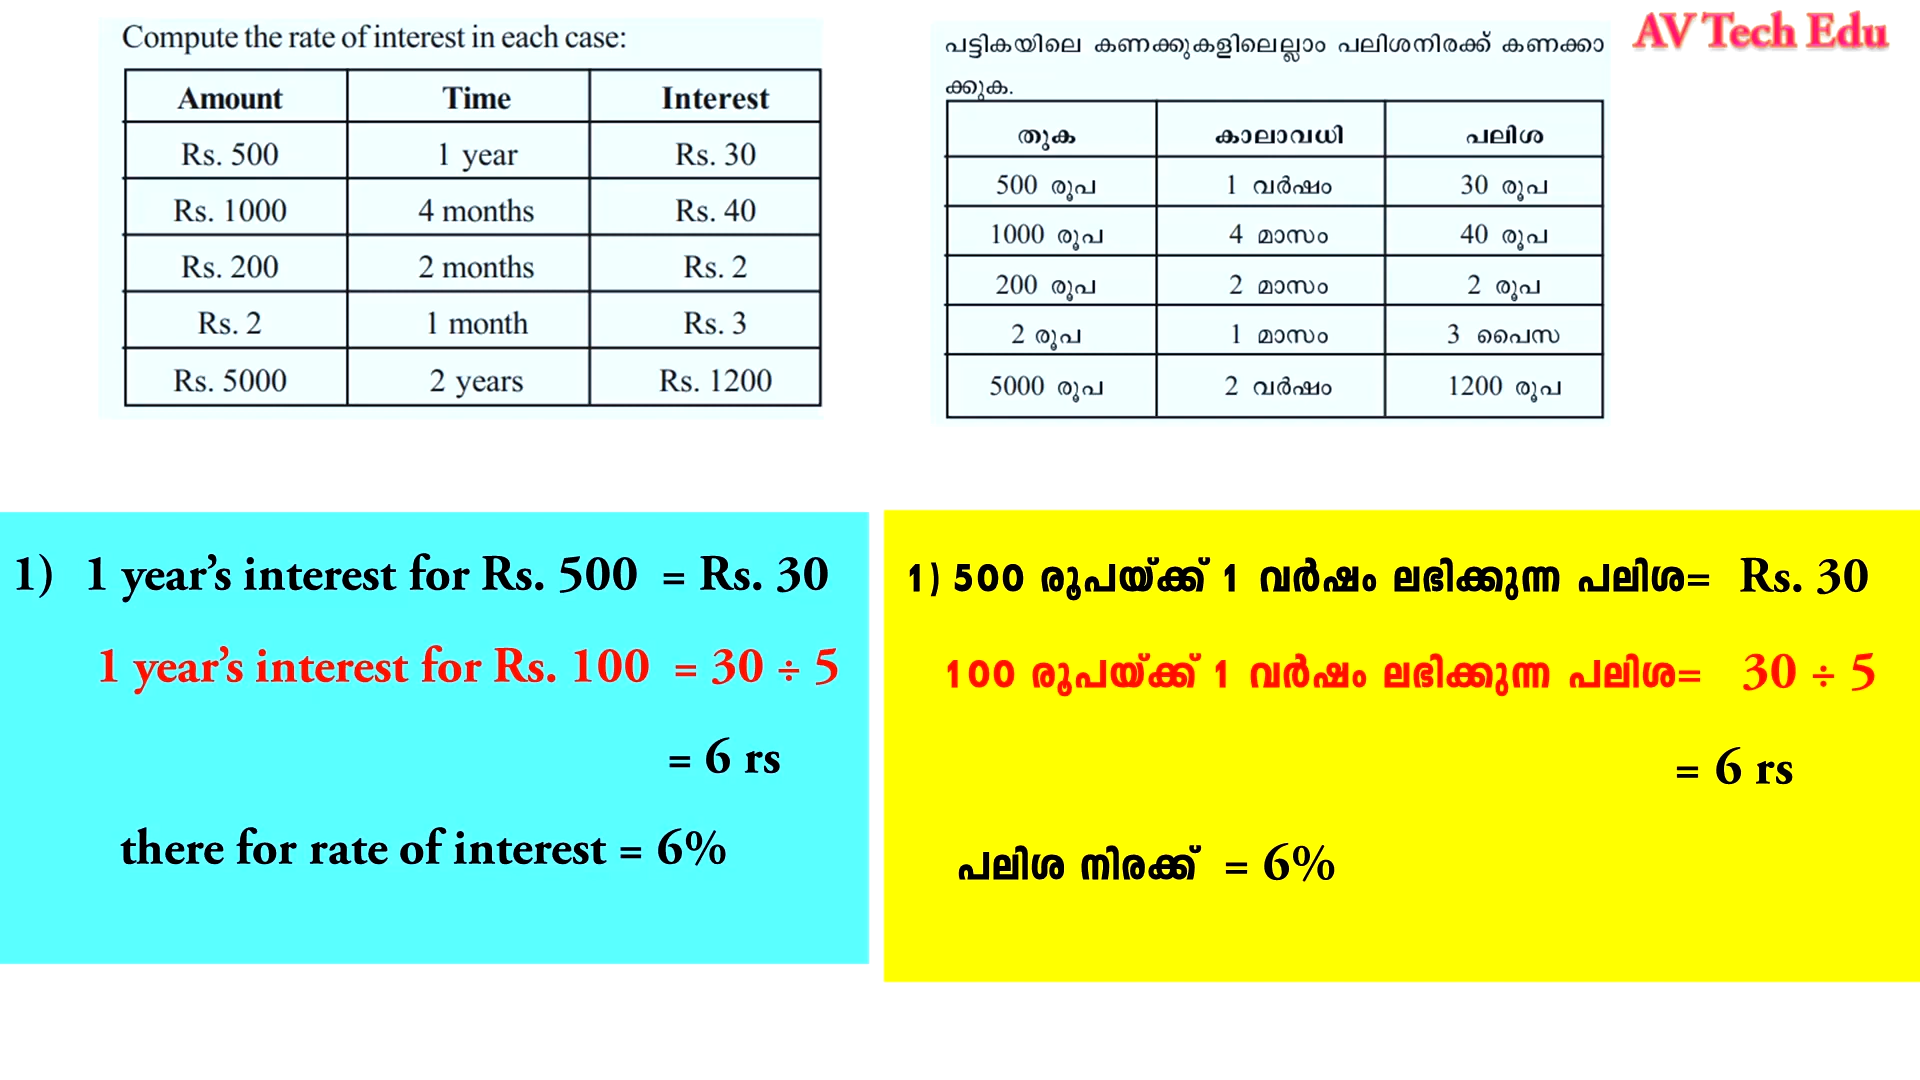 Compute the rate of interest in each case:
Amount Time Interest
Rs. 500 1 year Rs. 30
Rs. 1000 4 months Rs. 40
Rs. 200 2 months Rs. 2
Rs. 2 1 month Rs. 3
Rs. 5000 2 years Rs. 1200
പട്ടികയിലെ കണക്കുകളിലെല്ലാം പലിശനിരക്ക് കണക്കാ
ക്കുക.
തുക കാലാവധി പലിശ
500 രൂപ 1 വർഷം 30 രൂപ
1000 രൂപ 4 മാസം 40 രൂപ
200 രൂപ 2 മാസം 2 രൂപ
2 രൂപ 1 മാസം 3 പൈസ
5000 രൂപ 2 വർഷം 1200 രൂപ
AV Tech Edu
1) 1 year’s interest for Rs. 500 = Rs. 30
1 year’s interest for Rs. 100 = 30 ÷ 5
= 6 rs
there for rate of interest = 6%
1) 500 രൂപയ്ക്ക് 1 വർഷം ലഭിക്കുന്ന പലിശ= Rs. 30
100 രൂപയ്ക്ക് 1 വർഷം ലഭിക്കുന്ന പലിശ= 30 ÷ 5
= 6 rs
പലിശ നിരക്ക് = 6%